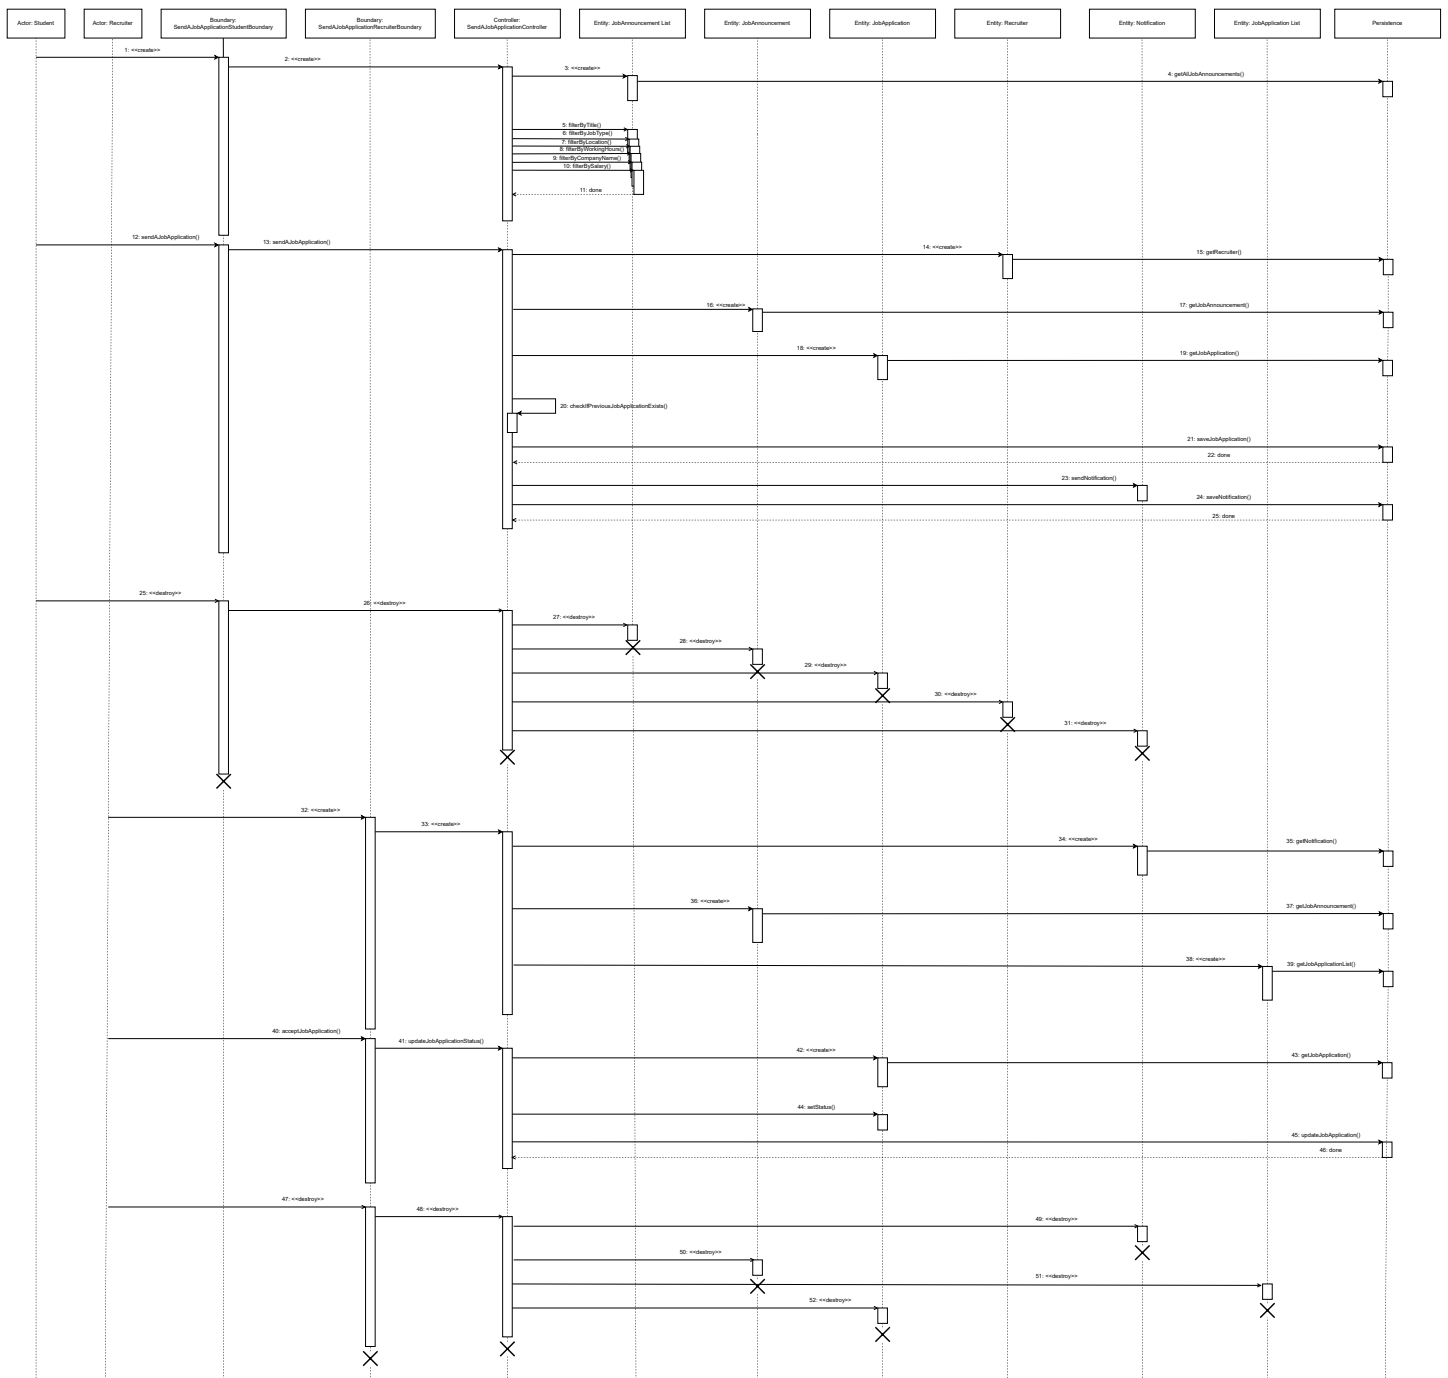 Actor: Student
Actor: Recruiter
Boundary:
SendAJobApplicationStudentBoundary
Boundary:
SendAJobApplicationRecruiterBoundary
Controller:
SendAJobApplicationController
Entity: JobAnnouncement List
Entity: JobAnnouncement
Entity: JobApplication
Entity: Recruiter
Entity: Notification
Entity: JobApplication List
Persistence
1: <<create>>
2: <<create>>
3: <<create>>
4: getAllJobAnnouncements()
5: filterByTitle()
6: filterByJobType()
7: filterByLocation()
8: filterByWorkingHours()
9: filterByCompanyName()
10: filterBySalary()
11: done
12: sendAJobApplication()
13: sendAJobApplication()
14: <<create>>
15: getRecruiter()
16: <<create>>
17: getJobAnnouncement()
18: <<create>>
19: getJobApplication()
20: checkIfPreviousJobApplicationExists()
21: saveJobApplication()
22: done
23: sendNotification()
24: saveNotification()
25: done
25: <<destroy>>
26: <<destroy>>
27: <<destroy>>
28: <<destroy>>
29: <<destroy>>
30: <<destroy>>
31: <<destroy>>
32: <<create>>
33: <<create>>
34: <<create>>
35: getNotification()
36: <<create>>
37: getJobAnnouncement()
38: <<create>>
39: getJobApplicationList()
40: acceptJobApplication()
41: updateJobApplicationStatus()
42: <<create>>
43: getJobApplication()
44: setStatus()
45: updateJobApplication()
46: done
47: <<destroy>>
48: <<destroy>>
49: <<destroy>>
50: <<destroy>>
51: <<destroy>>
52: <<destroy>>